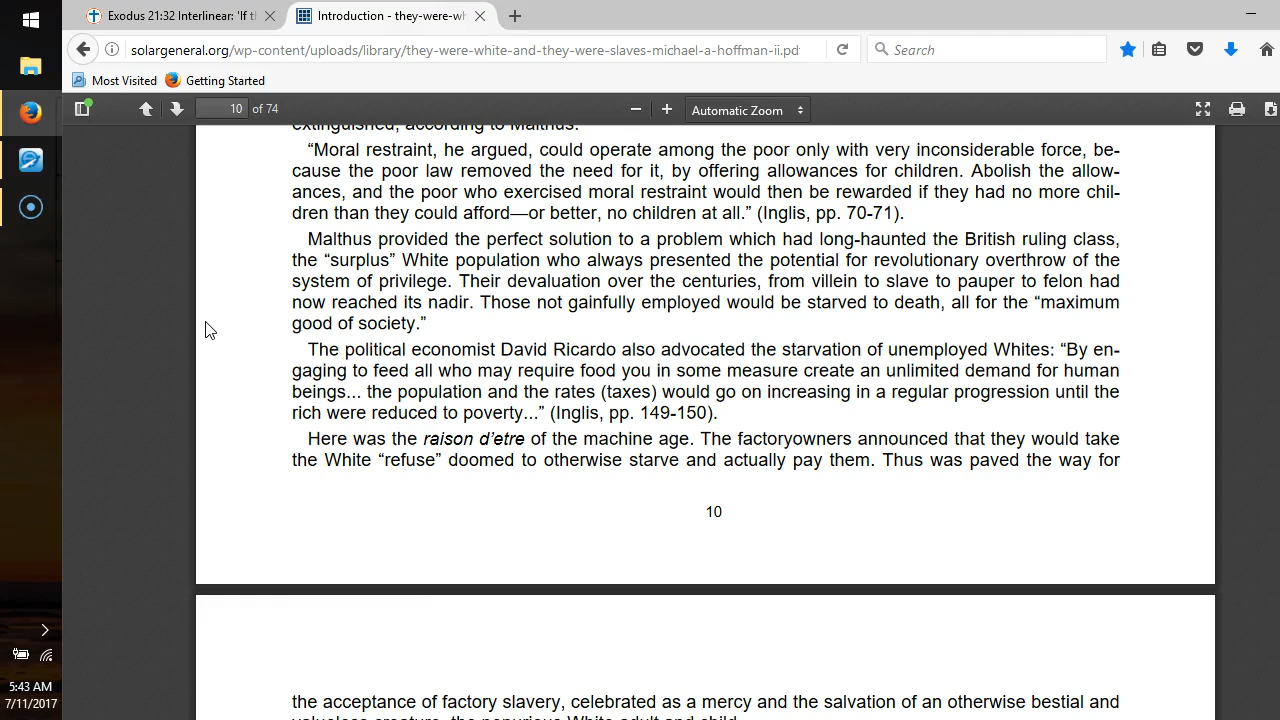 Exodus 21:32 Interlinear: 'If t
Introduction - they-were-wh
solargeneral.org/wp-content/uploads/library/they-were-white-and-they-were-slaves-michael-a-hoffman-ii.pd
Search
Most Visited
Getting Started
10 of 74
Automatic Zoom
extinguished, according to Malthus.
“Moral restraint, he argued, could operate among the poor only with very inconsiderable force, be-
cause the poor law removed the need for it, by offering allowances for children. Abolish the allow-
ances, and the poor who exercised moral restraint would then be rewarded if they had no more chil-
dren than they could afford—or better, no children at all.” (Inglis, pp. 70-71).
Malthus provided the perfect solution to a problem which had long-haunted the British ruling class,
the “surplus” White population who always presented the potential for revolutionary overthrow of the
system of privilege. Their devaluation over the centuries, from villein to slave to pauper to felon had
now reached its nadir. Those not gainfully employed would be starved to death, all for the “maximum
good of society.”
The political economist David Ricardo also advocated the starvation of unemployed Whites: “By en-
gaging to feed all who may require food you in some measure create an unlimited demand for human
beings... the population and the rates (taxes) would go on increasing in a regular progression until the
rich were reduced to poverty...” (Inglis, pp. 149-150).
Here was the raison d’etre of the machine age. The factoryowners announced that they would take
the White “refuse” doomed to otherwise starve and actually pay them. Thus was paved the way for
10
the acceptance of factory slavery, celebrated as a mercy and the salvation of an otherwise bestial and
valueless creature, the penurious White adult and child.
5:43 AM
7/11/2017